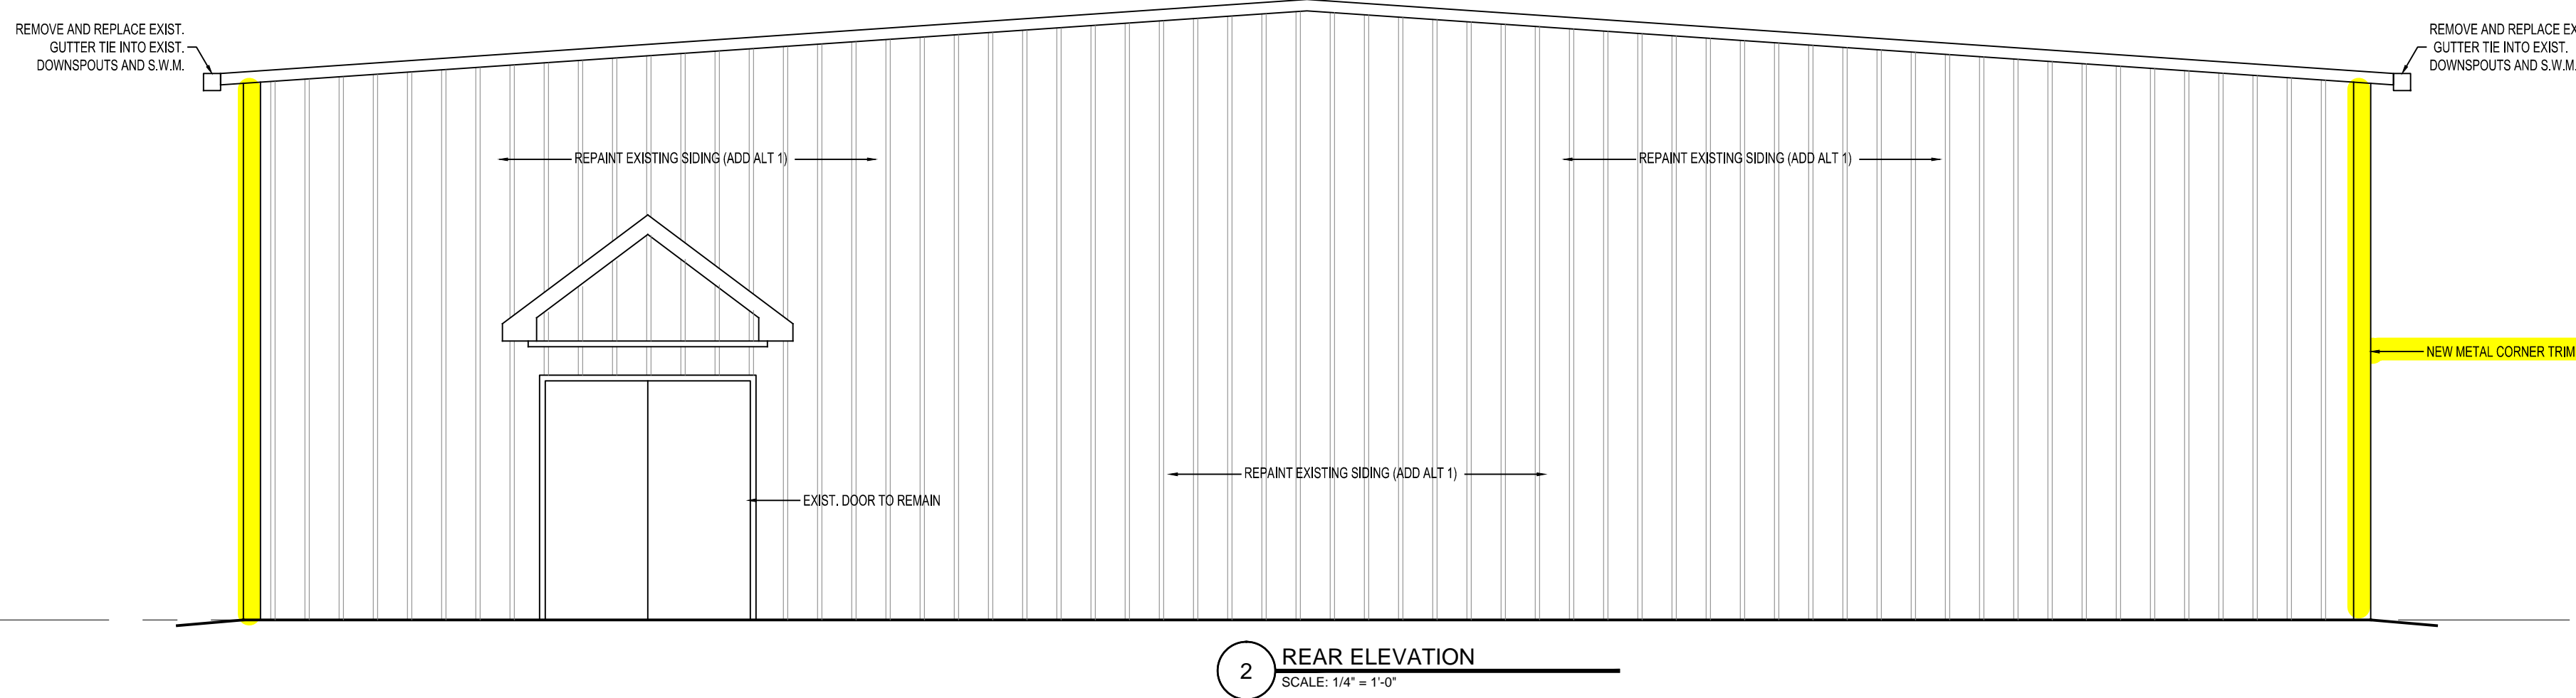 REMOVE AND REPLACE EXIST.
GUTTER TIE INTO EXIST.
DOWNSPOUTS AND S.W.M.
REMOVE AND REPLACE EX
GUTTER TIE INTO EXIST.
DOWNSPOUTS AND S.W.M.
REPAINT EXISTING SIDING (ADD ALT 1)
REPAINT EXISTING SIDING (ADD ALT 1)
NEW METAL CORNER TRIM
REPAINT EXISTING SIDING (ADD ALT 1)
EXIST. DOOR TO REMAIN
2
REAR ELEVATION
SCALE: 1/4" = 1'-0"